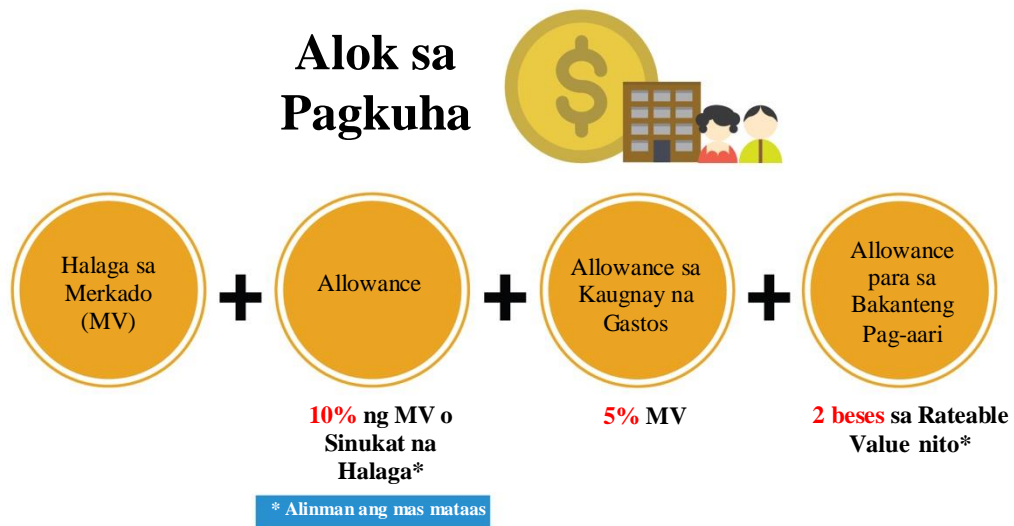 Alok sa
Pagkuha
$
Halaga sa
Merkado
(MV)
+
Allowance
+
Allowance sa
Kaugnay na
Gastos
+
Allowance
para sa
Bakanteng
Pag-aari
10% ng MV o
Sinukat na
Halaga*
5% MV
2 beses sa Rateable
Value nito*
* Alinman ang mas mataas